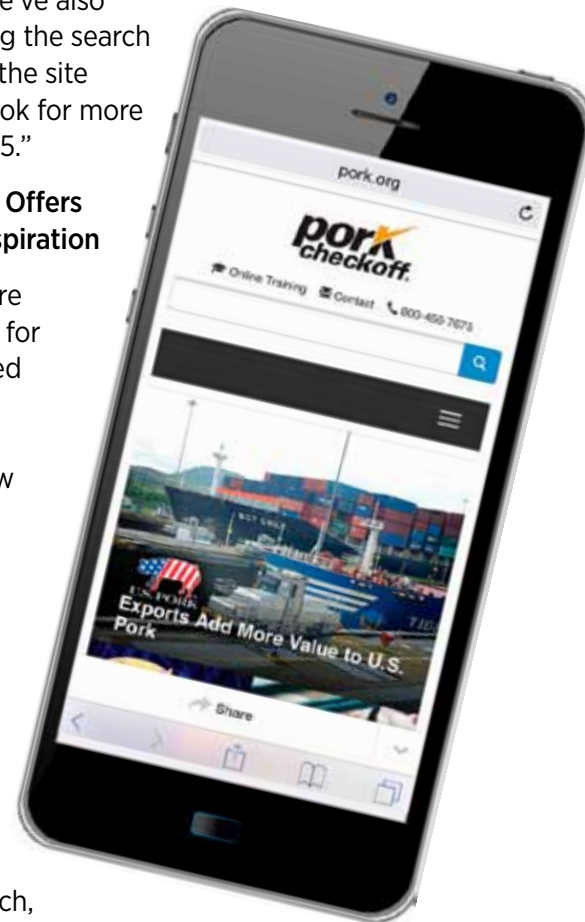 e've also
g the search
the site
ok for more
5.”
Offers
spiration
re
for
ed
w
ch,
pork.org
pork
checkoff.
Online Training Contact 800-456-7675
U.S. PORK
Exports Add More Value to U.S.
Pork
Share